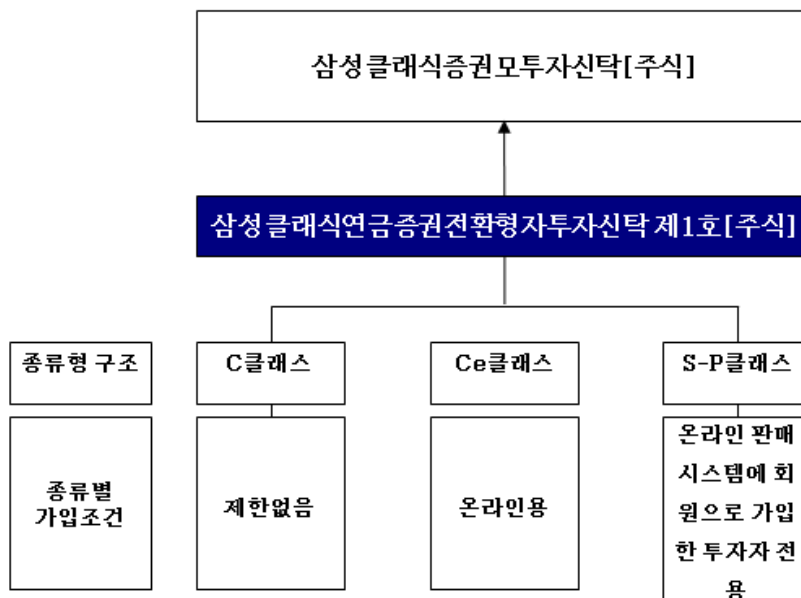 삼성클래식증권모투자신탁[주식]
삼성클래식연금증권전환형자투자신탁 제1호[주식]
종류형 구조
C클래스
Ce클래스
S-P클래스
종류별
가입조건
제한없음
온라인용
온라인 판매
시스템에 회
원으로 가입
한 투자자 전
용